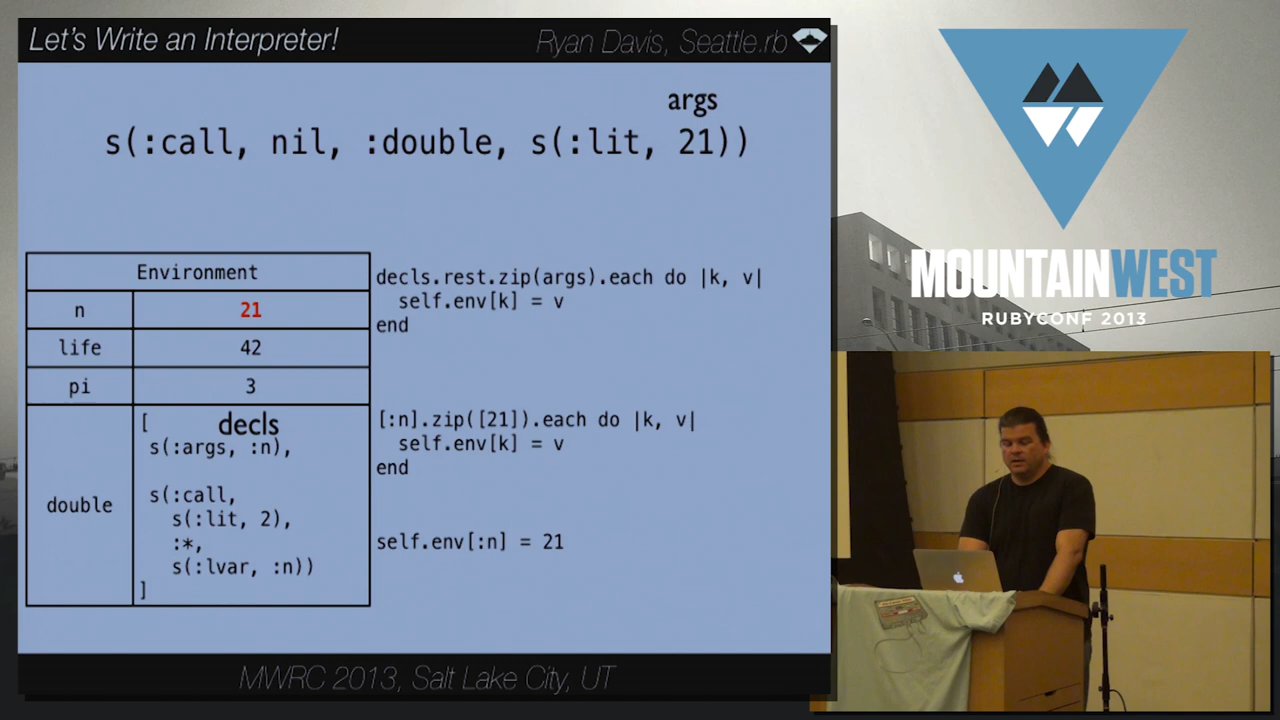 Let's Write an Interpreter!
Ryan Davis, Seattle.rb
args
s(:call, nil, :double, s(:lit, 21))
Environment
n 21
life 42
pi 3
double
[ decls
s(:args, :n),
s(:call,
s(:lit, 2),
:*,
s(:lvar, :n))
]
decls.rest.zip(args).each do |k, v|
self.env[k] = v
end
[:n].zip([21]).each do |k, v|
self.env[k] = v
end
self.env[:n] = 21
MWRC 2013, Salt Lake City, UT
MOUNTAINWEST
RUBYCONF 2013